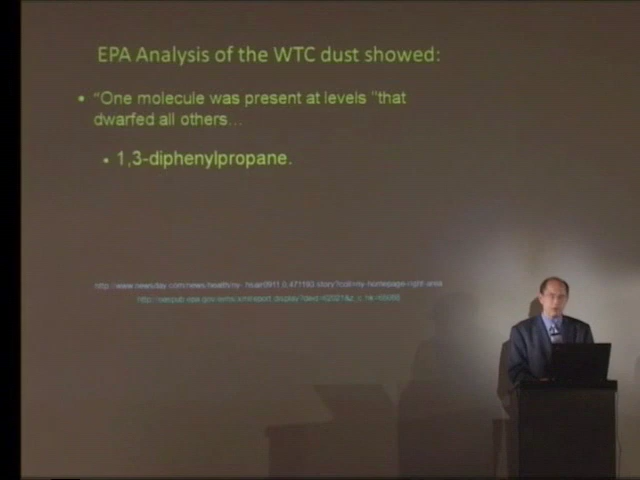 EPA Analysis of the WTC dust showed:
• "One molecule was present at levels "that
dwarfed all others...
• 1,3-diphenylpropane.